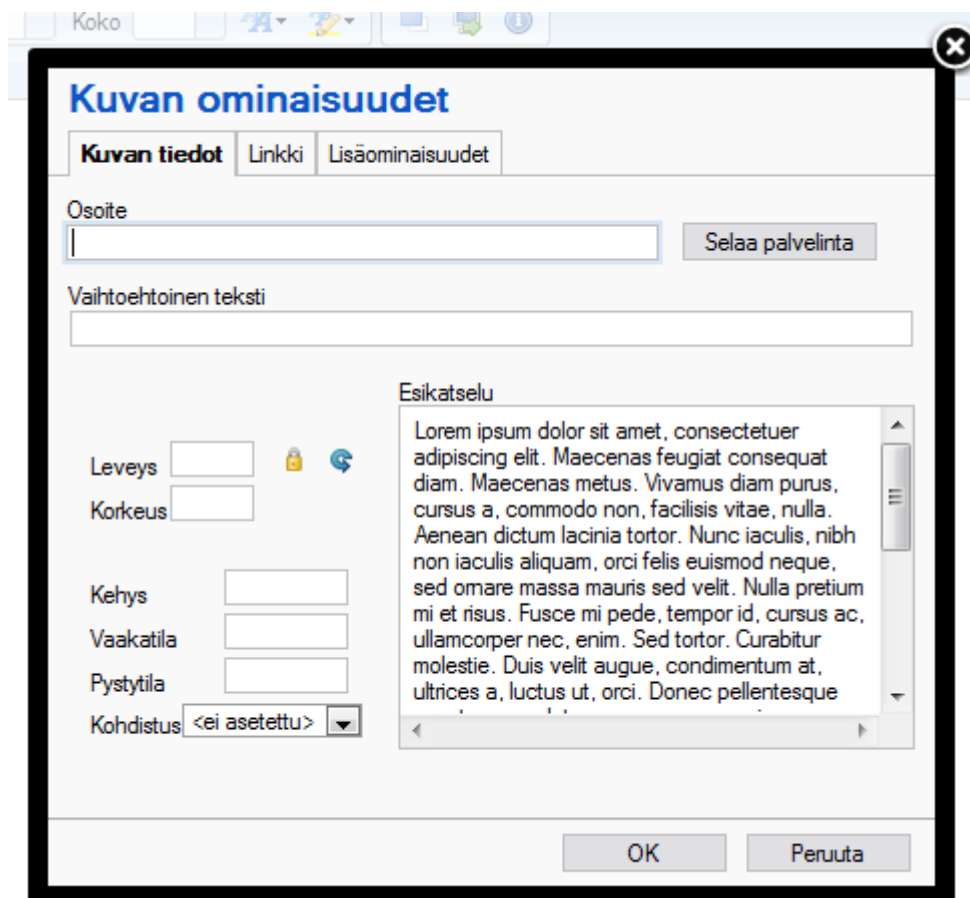 Koko
Kuvan ominaisuudet
Kuvan tiedot Linkki Lisäominaisuudet
Osoite
Selaa palvelinta
Vaihtoehtoinen teksti
Esikatselu
Leveys
Korkeus
Kehys
Vaakatila
Pystytila
Kohdistus <ei asetettu>
Lorem ipsum dolor sit amet, consectetuer
adipiscing elit. Maecenas feugiat consequat
diam. Maecenas metus. Vivamus diam purus,
cursus a, commodo non, facilisis vitae, nulla.
Aenean dictum lacinia tortor. Nunc iaculis, nibh
non iaculis aliquam, orci felis euismod neque,
sed ornare massa mauris sed velit. Nulla pretium
mi et risus. Fusce mi pede, tempor id, cursus ac,
ullamcorper nec, enim. Sed tortor. Curabitur
molestie. Duis velit augue, condimentum at,
ultrices a, luctus ut, orci. Donec pellentesque
OK Peruuta